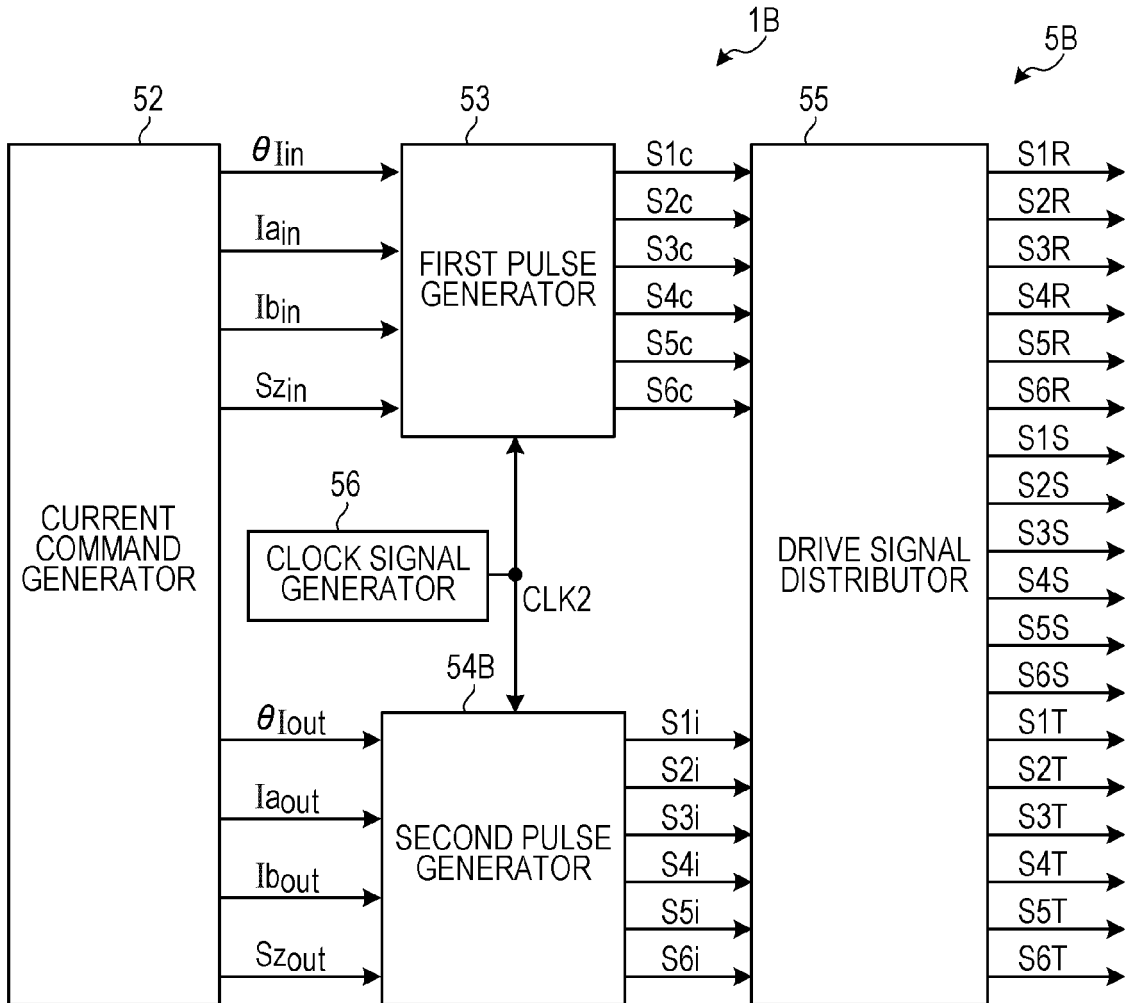 1B
5B
52
53
55
θIin
Iain
Ibin
Szin
FIRST PULSE
GENERATOR
S1c
S2c
S3c
S4c
S5c
S6c
S1R
S2R
S3R
S4R
S5R
S6R
S1S
S2S
S3S
S4S
S5S
S6S
S1T
S2T
S3T
S4T
S5T
S6T
CURRENT
COMMAND
GENERATOR
56
CLOCK SIGNAL
GENERATOR
CLK2
DRIVE SIGNAL
DISTRIBUTOR
54B
θIout
Iaout
Ibout
Szout
SECOND PULSE
GENERATOR
S1i
S2i
S3i
S4i
S5i
S6i